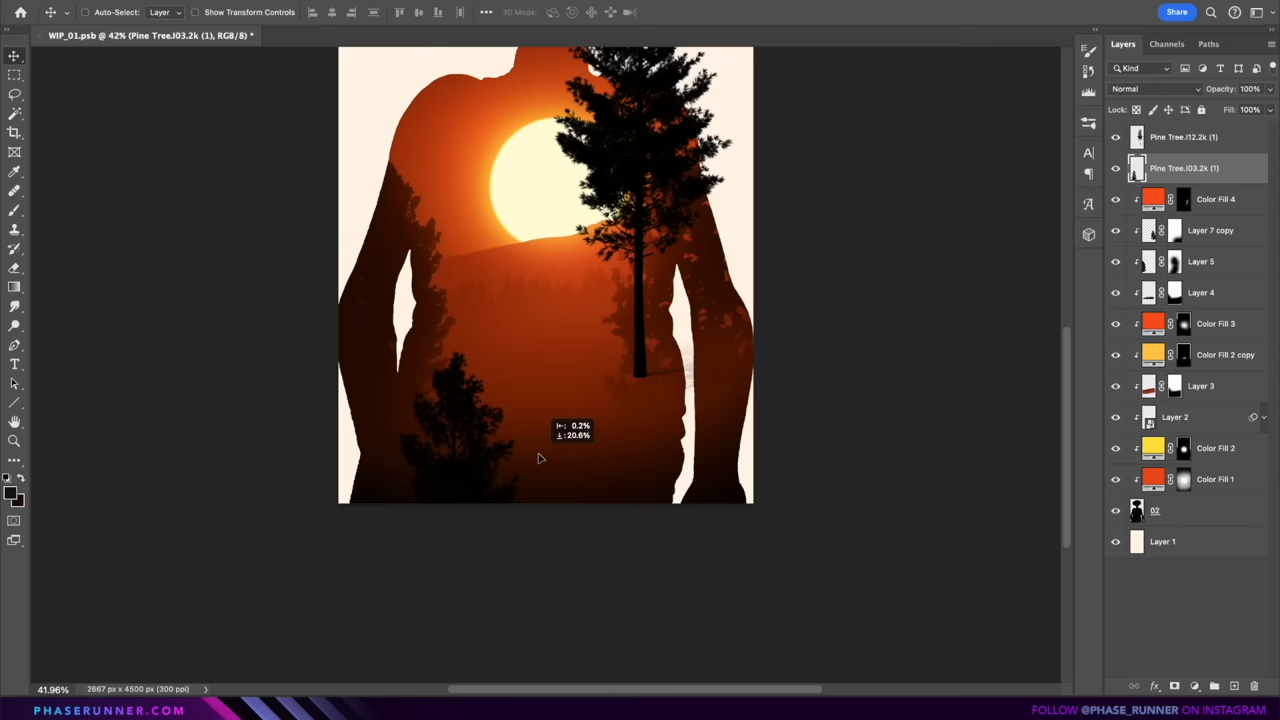 Auto-Select: Layer Show Transform Controls 3D Mode: Share
WIP_01.psb @ 42% (Pine Tree.I03.2k (1), RGB/8) *
Layers Channels Paths
Kind
Normal Opacity: 100%
Lock: Fill: 100%
Pine Tree.I12.2k (1)
Pine Tree.I03.2k (1)
Color Fill 4
Layer 7 copy
Layer 5
Layer 4
Color Fill 3
Color Fill 2 copy
Layer 3
Layer 2
Color Fill 2
Color Fill 1
02
Layer 1
0.2%
20.6%
41.96% 2667 px x 4500 px (300 ppi)
PHASERUNNER.COM
FOLLOW @PHASE_RUNNER ON INSTAGRAM